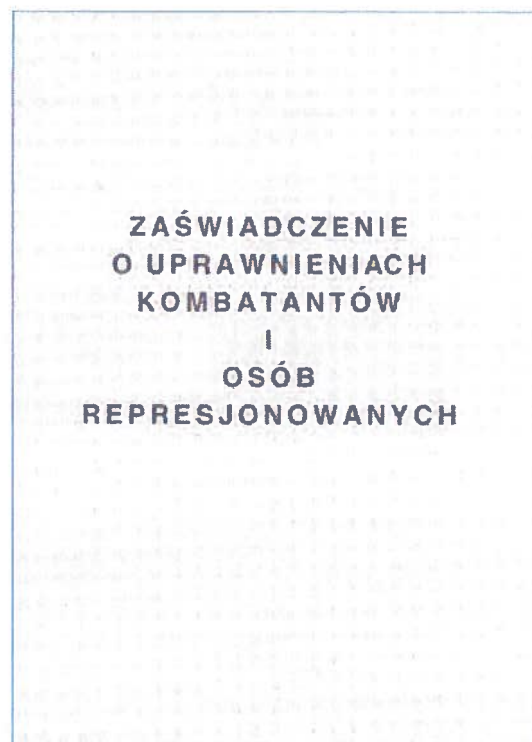 ZAŚWIADCZENIE
O UPRAWNIENIACH
KOMBATANTÓW
I
OSÓB
REPRESJONOWANYCH